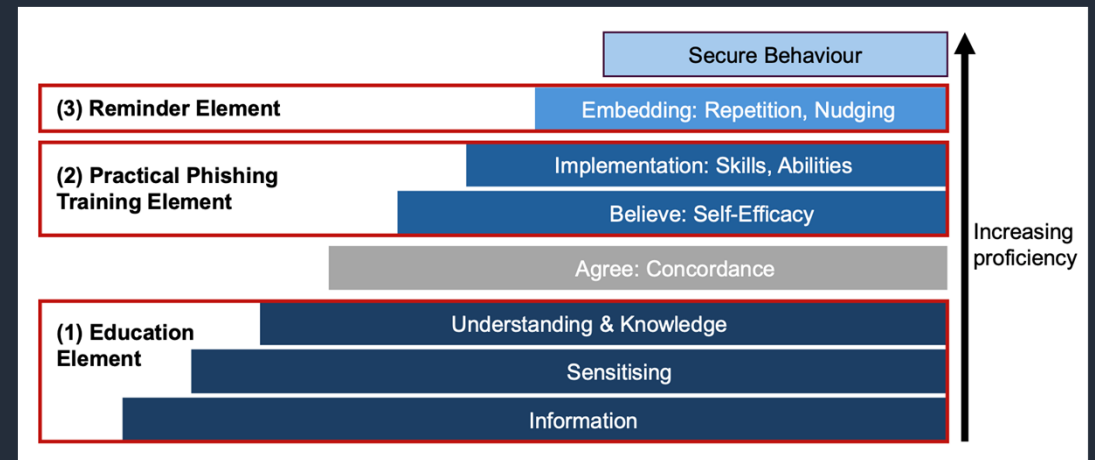 Secure Behaviour
(3) Reminder Element
Embedding: Repetition, Nudging
(2) Practical Phishing
Training Element
Implementation: Skills, Abilities
Believe: Self-Efficacy
Agree: Concordance
(1) Education
Element
Understanding & Knowledge
Sensitising
Information
Increasing
proficiency